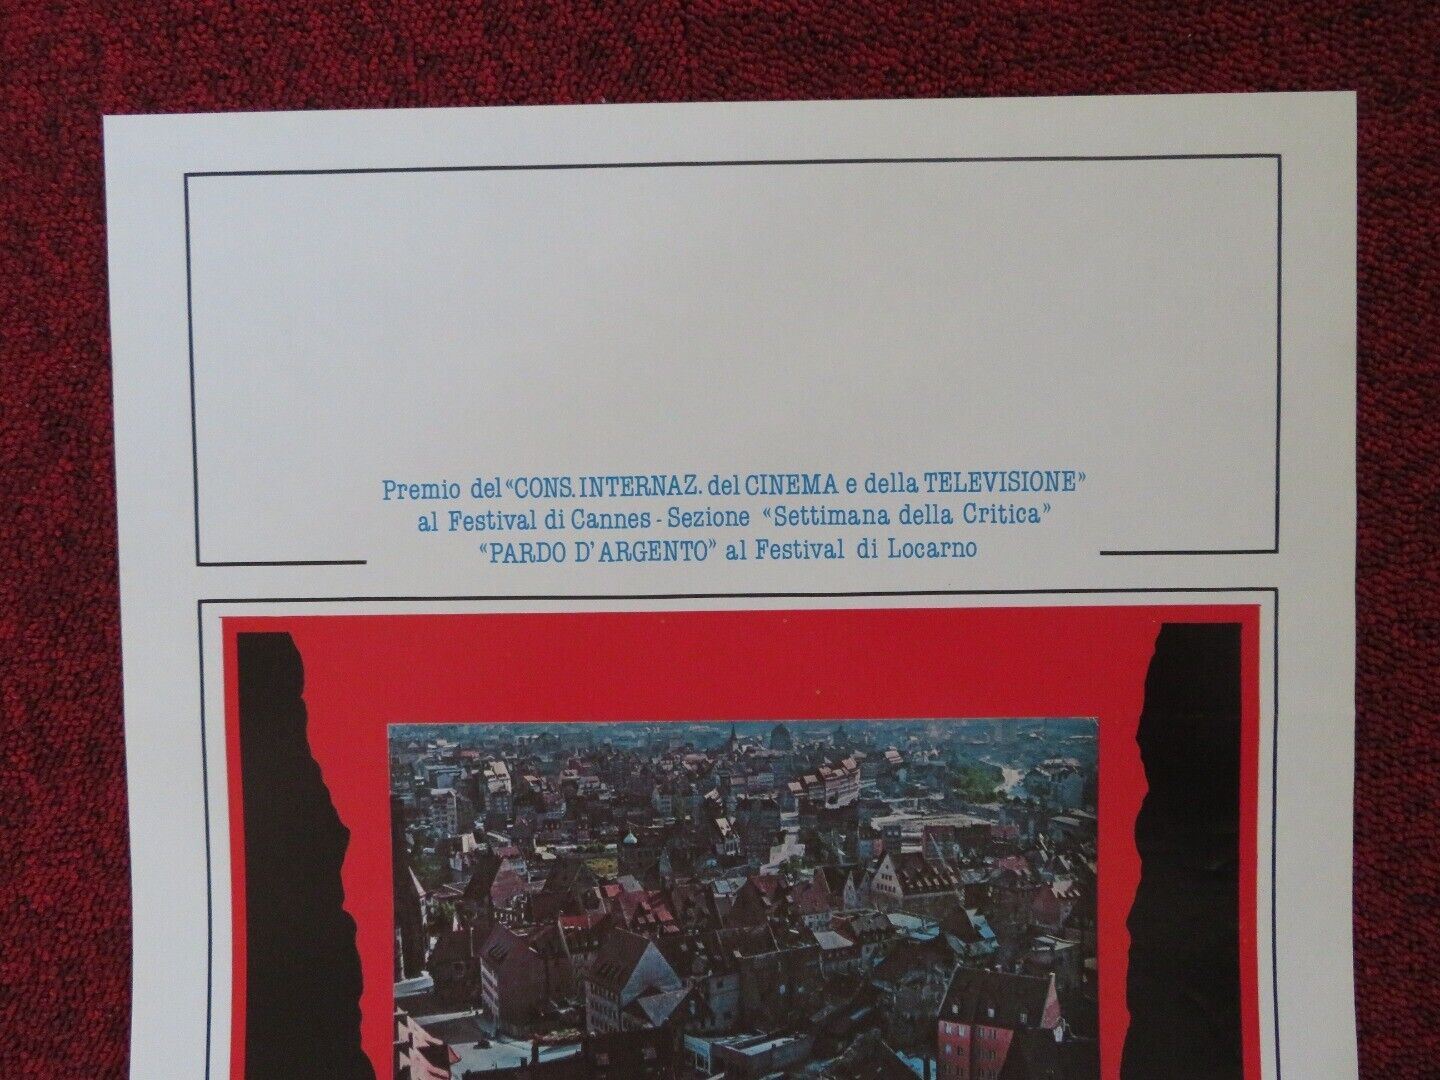 Premio del «CONS. INTERNAZ. del CINEMA e della TELEVISIONE»
al Festival di Cannes - Sezione «Settimana della Critica»
«PARDO D'ARGENTO» al Festival di Locarno